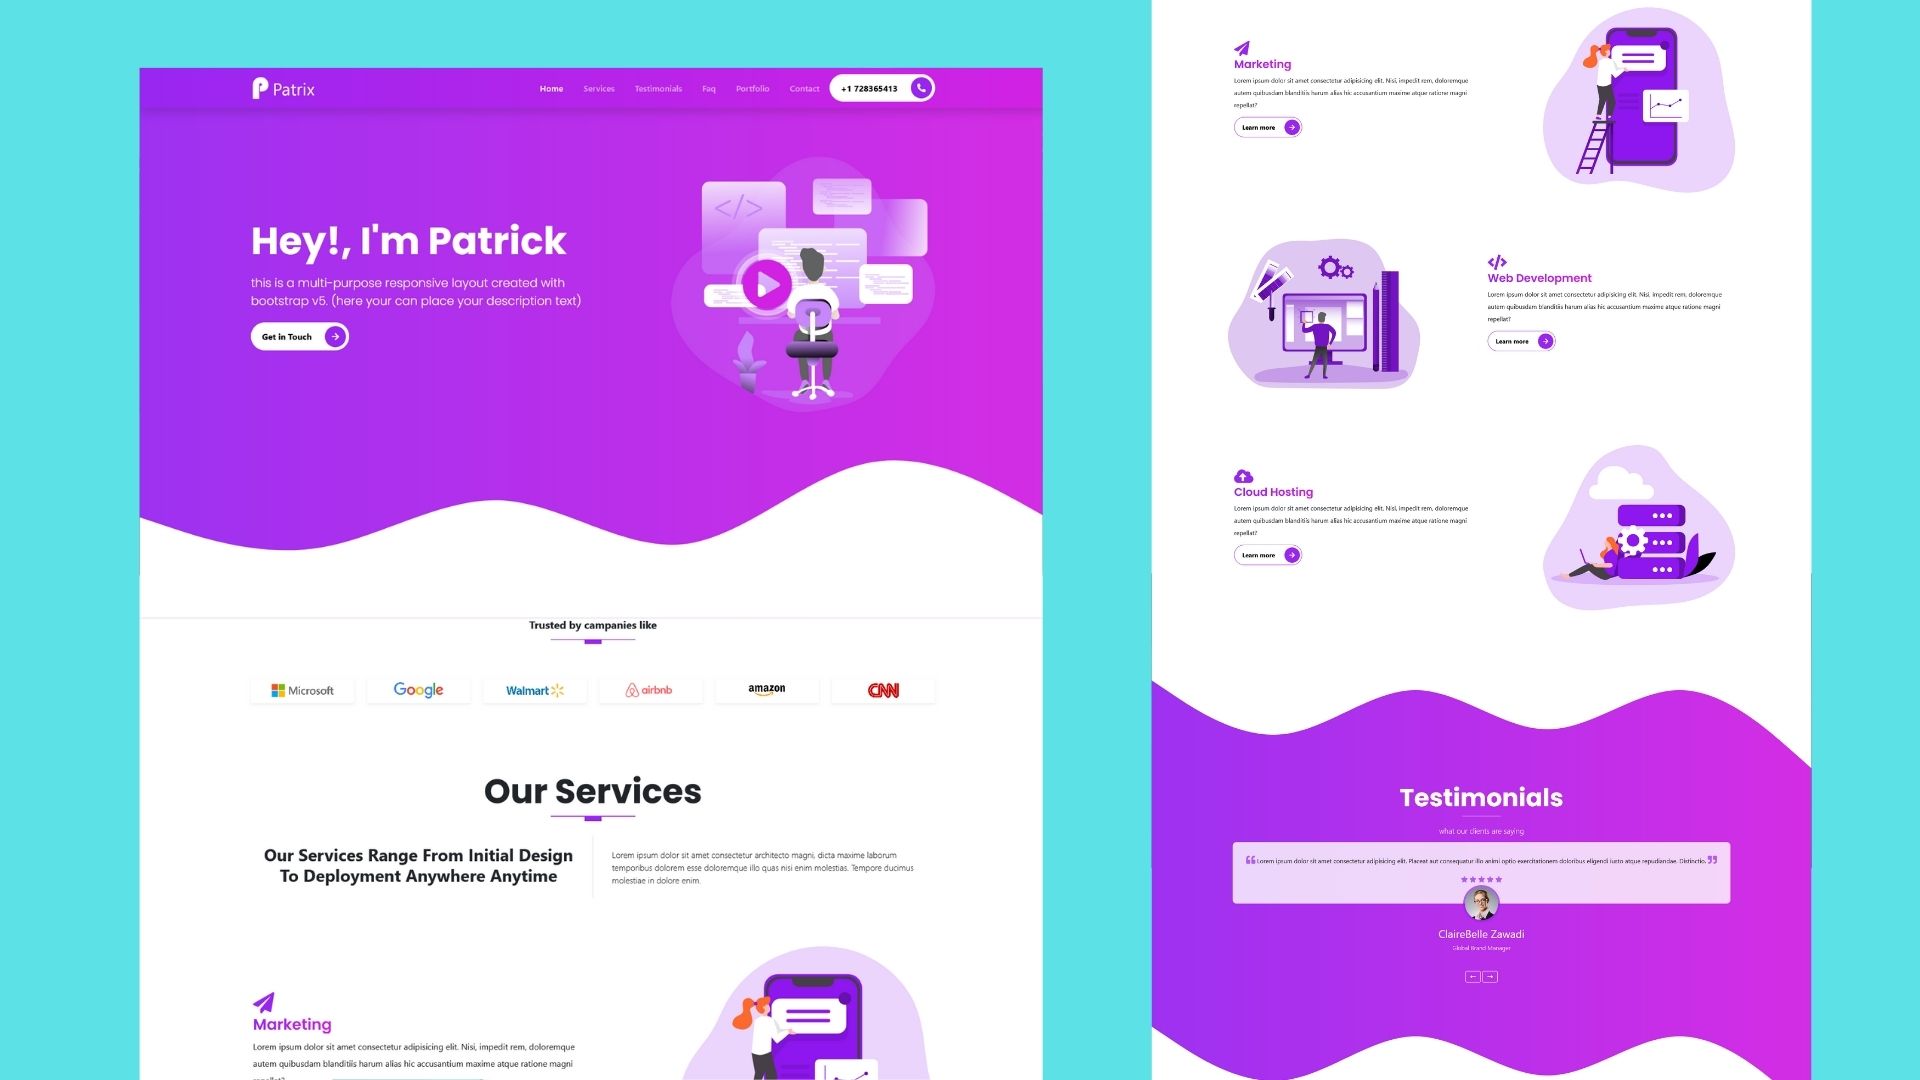 Patrix
Home Services Testimonials Faq Portfolio Contact +1 728365413
Hey!, I'm Patrick
this is a multi-purpose responsive layout created with
bootstrap v5. (here your can place your description text)
Get in Touch
</>
Trusted by campanies like
Microsoft Google Walmart airbnb amazon CNN
Our Services
Our Services Range From Initial Design
To Deployment Anywhere Anytime
Lorem ipsum dolor sit amet consectetur architecto magni, dicta maxime laborum
temporibus dolorem esse doloremque illo quas nisi enim molestias. Tempore ducimus
molestiae in dolore enim.
Marketing
Lorem ipsum dolor sit amet consectetur adipisicing elit. Nisi, impedit rem, doloremque
autem quibusdam blanditiis harum alias hic accusantium maxime atque ratione magni
repellat?
Marketing
Lorem ipsum dolor sit amet consectetur adipisicing elit. Nisi, impedit rem, doloremque
autem quibusdam blanditiis harum alias hic accusantium maxime atque ratione magni
repellat?
Learn more
Web Development
Lorem ipsum dolor sit amet consectetur adipisicing elit. Nisi, impedit rem, doloremque
autem quibusdam blanditiis harum alias hic accusantium maxime atque ratione magni
repellat?
Learn more
Cloud Hosting
Lorem ipsum dolor sit amet consectetur adipisicing elit. Nisi, impedit rem, doloremque
autem quibusdam blanditiis harum alias hic accusantium maxime atque ratione magni
repellat?
Learn more
Testimonials
what our clients are saying
Lorem ipsum dolor sit amet consectetur adipisicing elit. Placeat aut consequatur illo animi optio exercitationem doloribus eligendi iusto atque repudiandae. Distinctio.
ClaireBelle Zawadi
Global Brand Manager